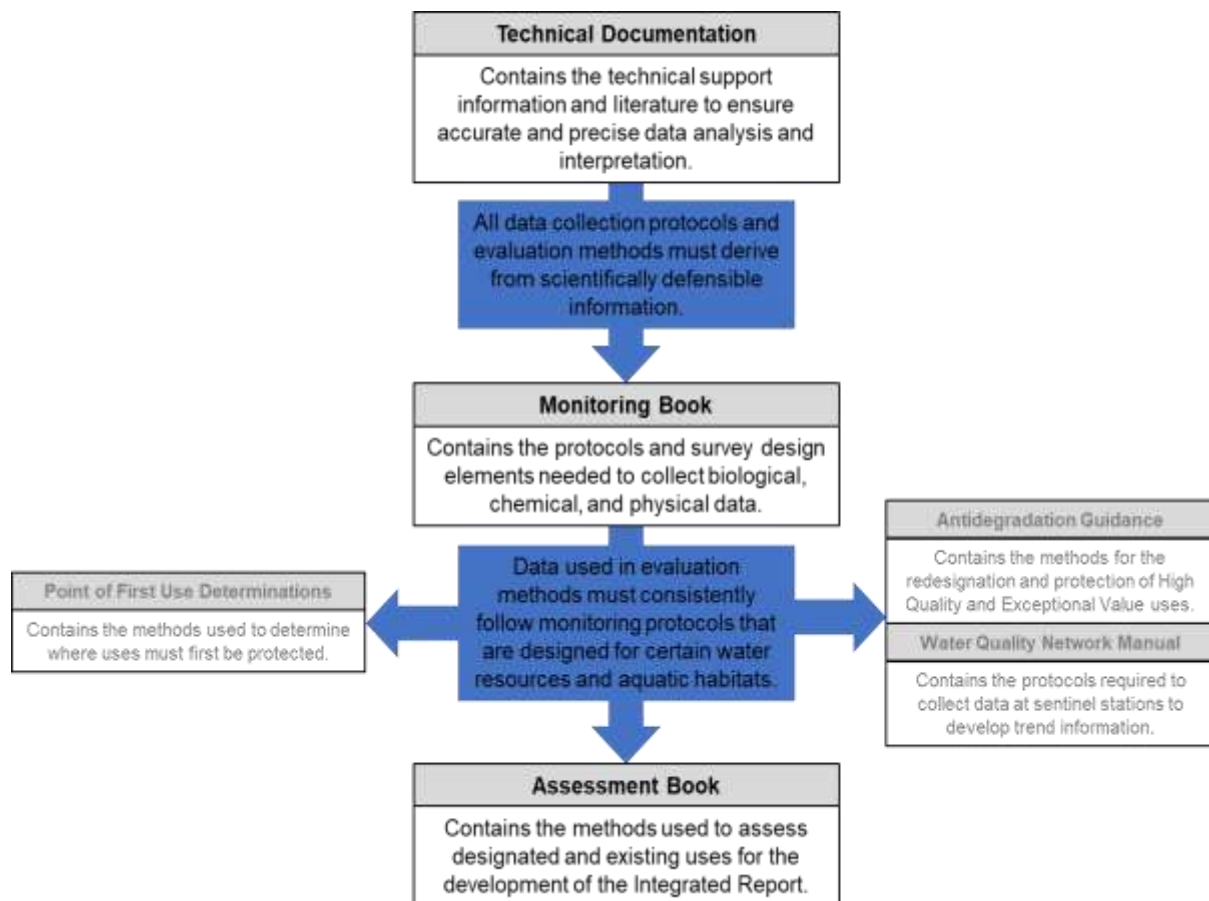 Technical Documentation
Contains the technical support
information and literature to ensure
accurate and precise data analysis and
interpretation.
All data collection protocols and
evaluation methods must derive
from scientifically defensible
information.
Monitoring Book
Contains the protocols and survey design
elements needed to collect biological,
chemical, and physical data.
Point of First Use Determinations
Contains the methods used to determine
where uses must first be protected.
Data used in evaluation
methods must consistently
follow monitoring protocols that
are designed for certain water
resources and aquatic habitats.
Antidegradation Guidance
Contains the methods for the
redesignation and protection of High
Quality and Exceptional Value uses.
Water Quality Network Manual
Contains the protocols required to
collect data at sentinel stations to
develop trend information.
Assessment Book
Contains the methods used to assess
designated and existing uses for the
development of the Integrated Report.